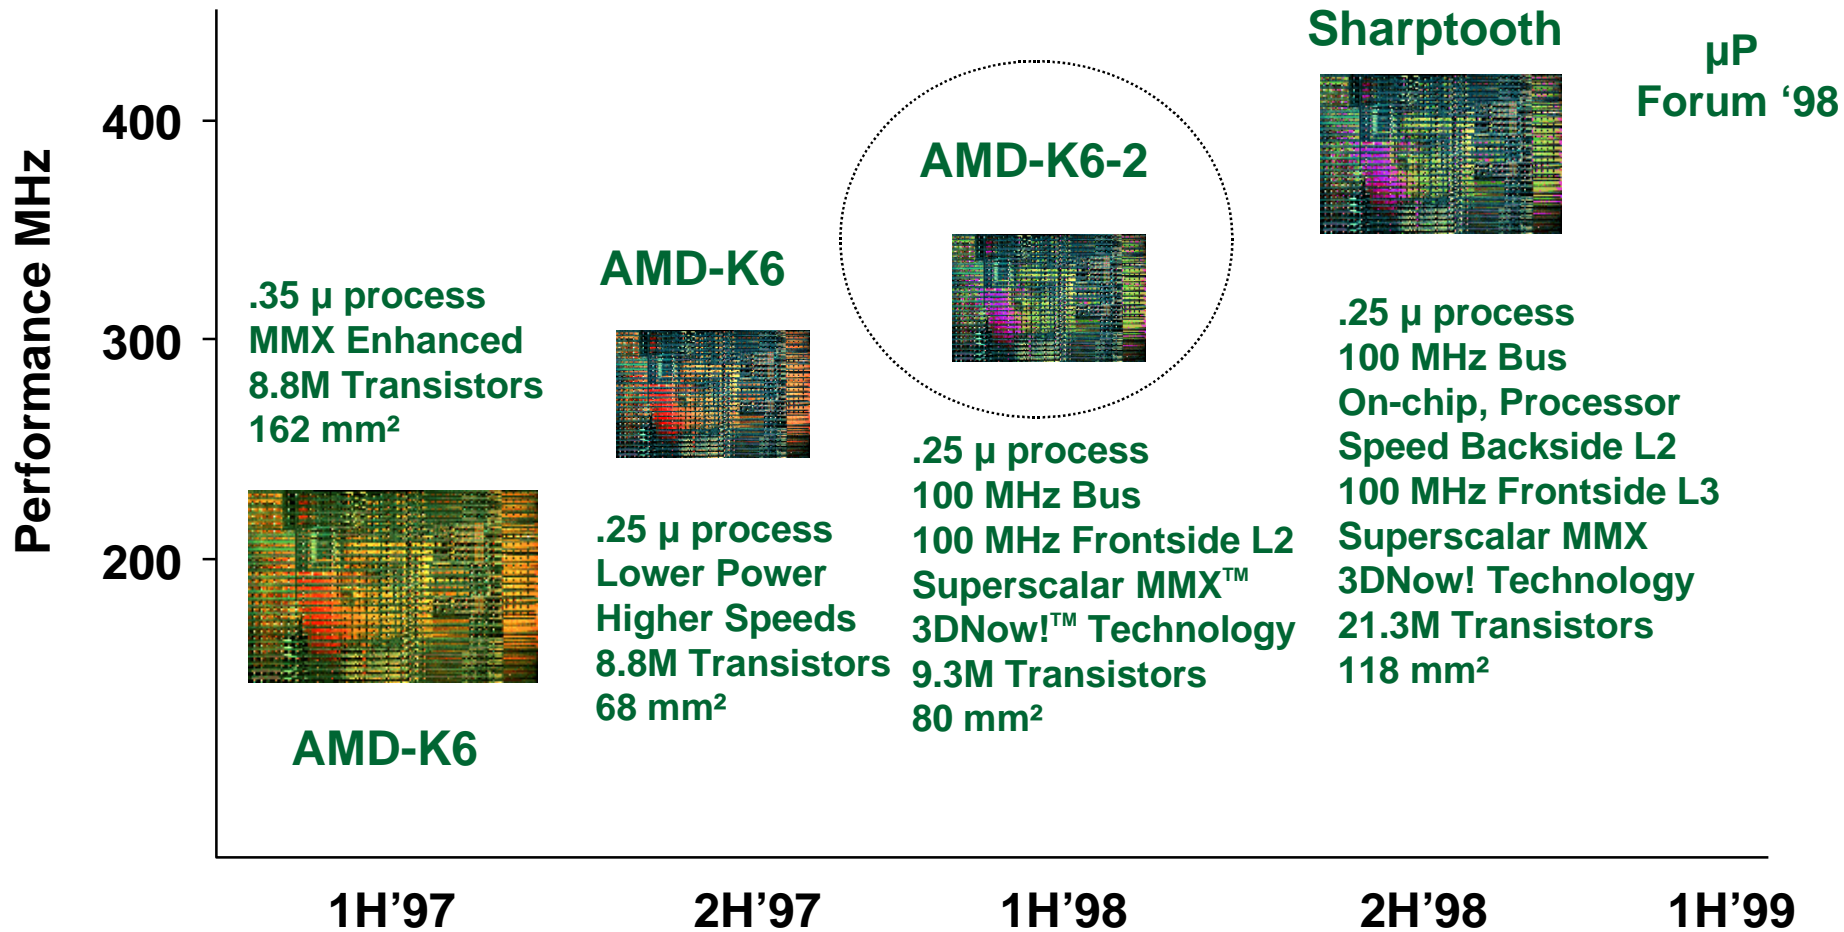 Sharptooth
µP
Forum ‘98
400
AMD-K6-2
Performance MHz
AMD-K6
.35 µ process
MMX Enhanced
8.8M Transistors
162 mm²
300
.25 µ process
100 MHz Bus
On-chip, Processor
Speed Backside L2
100 MHz Frontside L3
Superscalar MMX
3DNow! Technology
21.3M Transistors
118 mm²
.25 µ process
100 MHz Bus
100 MHz Frontside L2
Superscalar MMX™
3DNow!™ Technology
9.3M Transistors
80 mm²
.25 µ process
Lower Power
Higher Speeds
8.8M Transistors
68 mm²
200
AMD-K6
1H’97
2H’97
1H’98
2H’98
1H’99